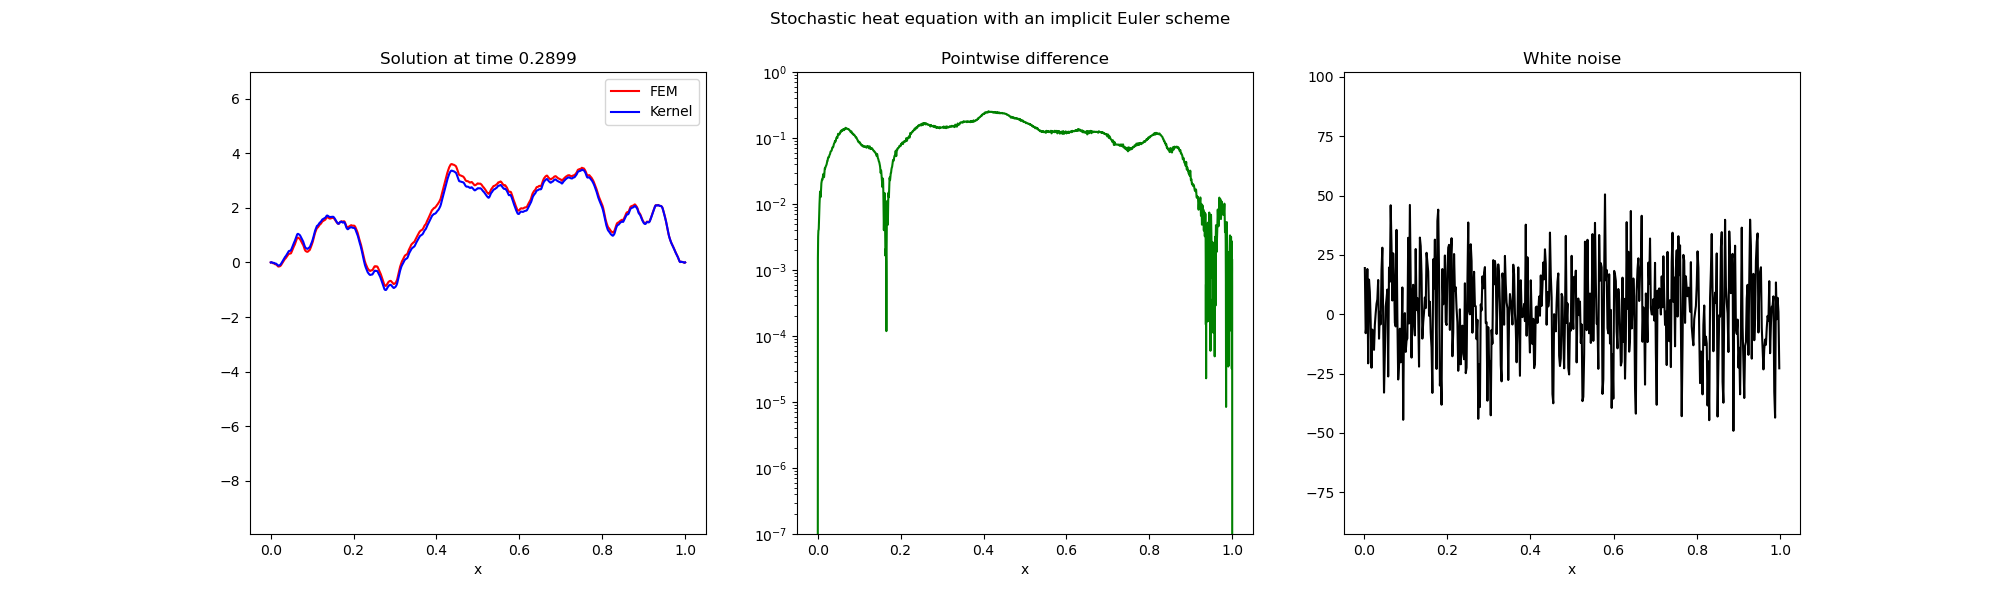 Stochastic heat equation with an implicit Euler scheme
Solution at time 0.2899
FEM
Kernel
6
4
2
0
−2
−4
−6
−8
0.0 0.2 0.4 0.6 0.8 1.0
x
Pointwise difference
10⁰
10⁻¹
10⁻²
10⁻³
10⁻⁴
10⁻⁵
10⁻⁶
10⁻⁷
0.0 0.2 0.4 0.6 0.8 1.0
x
White noise
100
75
50
25
0
−25
−50
−75
0.0 0.2 0.4 0.6 0.8 1.0
x